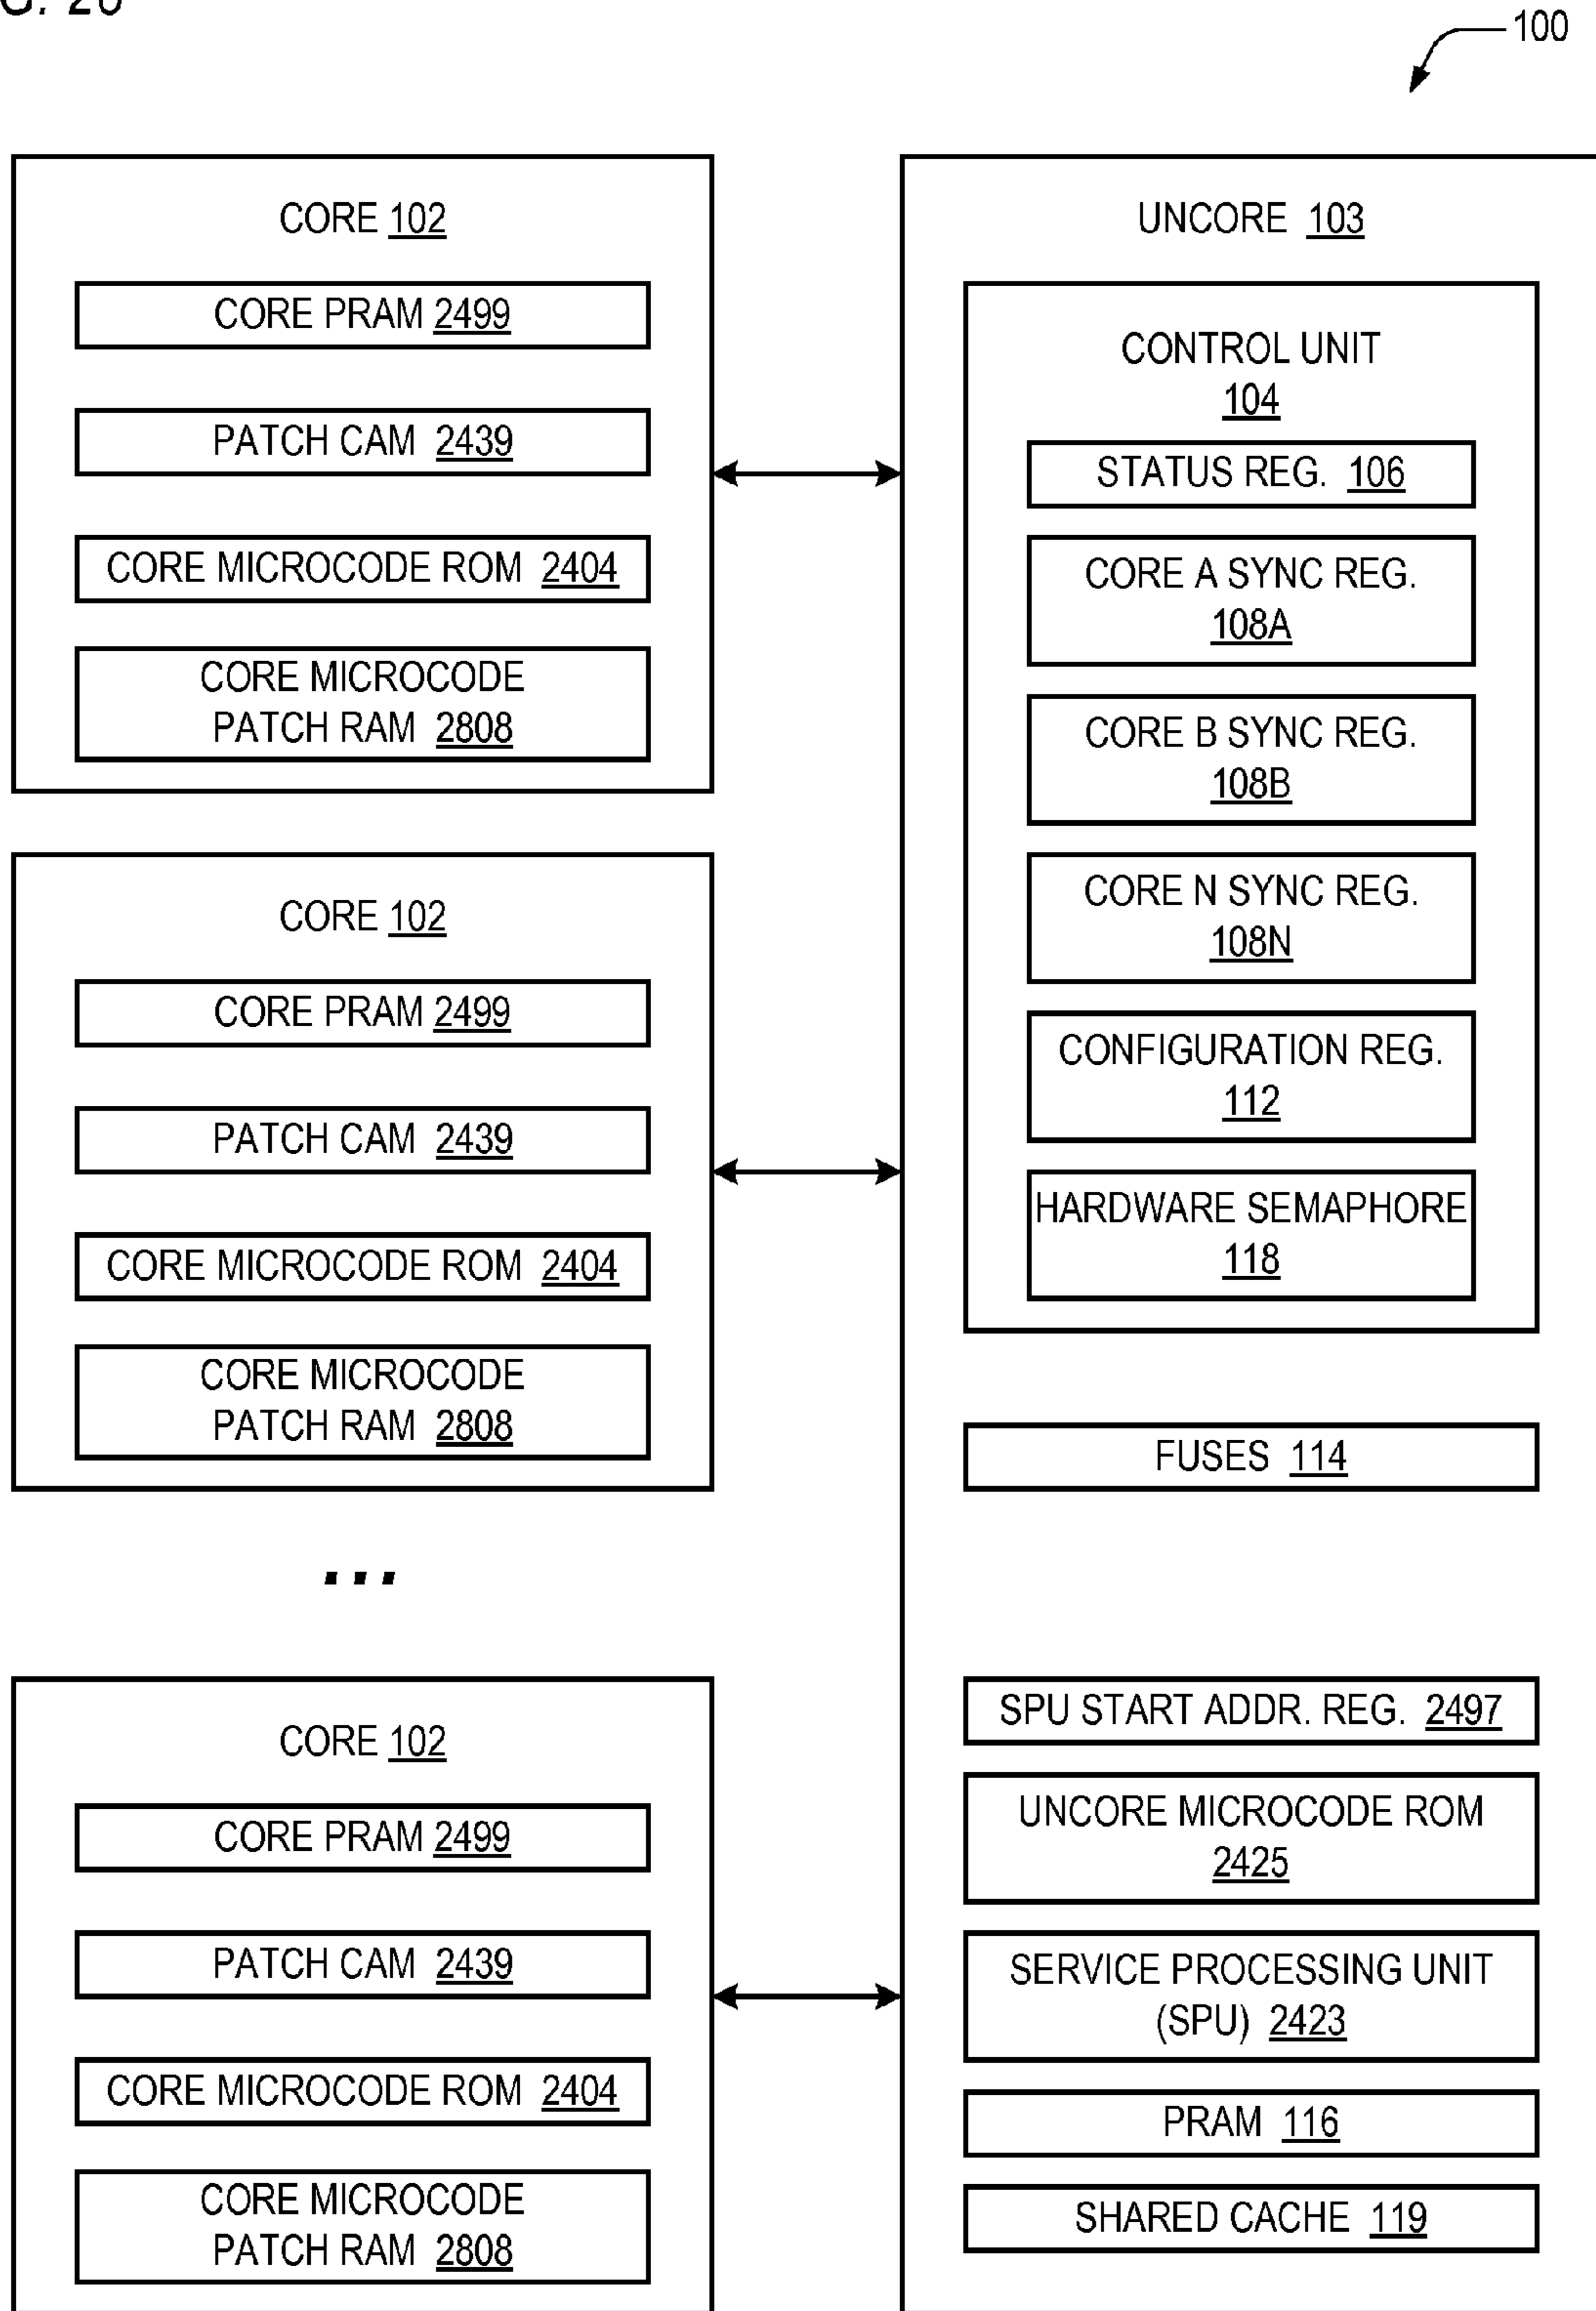 100
CORE 102
CORE PRAM 2499
PATCH CAM 2439
CORE MICROCODE ROM 2404
CORE MICROCODE
PATCH RAM 2808
CORE 102
CORE PRAM 2499
PATCH CAM 2439
CORE MICROCODE ROM 2404
CORE MICROCODE
PATCH RAM 2808
...
CORE 102
CORE PRAM 2499
PATCH CAM 2439
CORE MICROCODE ROM 2404
CORE MICROCODE
PATCH RAM 2808
UNCORE 103
CONTROL UNIT
104
STATUS REG. 106
CORE A SYNC REG.
108A
CORE B SYNC REG.
108B
CORE N SYNC REG.
108N
CONFIGURATION REG.
112
HARDWARE SEMAPHORE
118
FUSES 114
SPU START ADDR. REG. 2497
UNCORE MICROCODE ROM
2425
SERVICE PROCESSING UNIT
(SPU) 2423
PRAM 116
SHARED CACHE 119